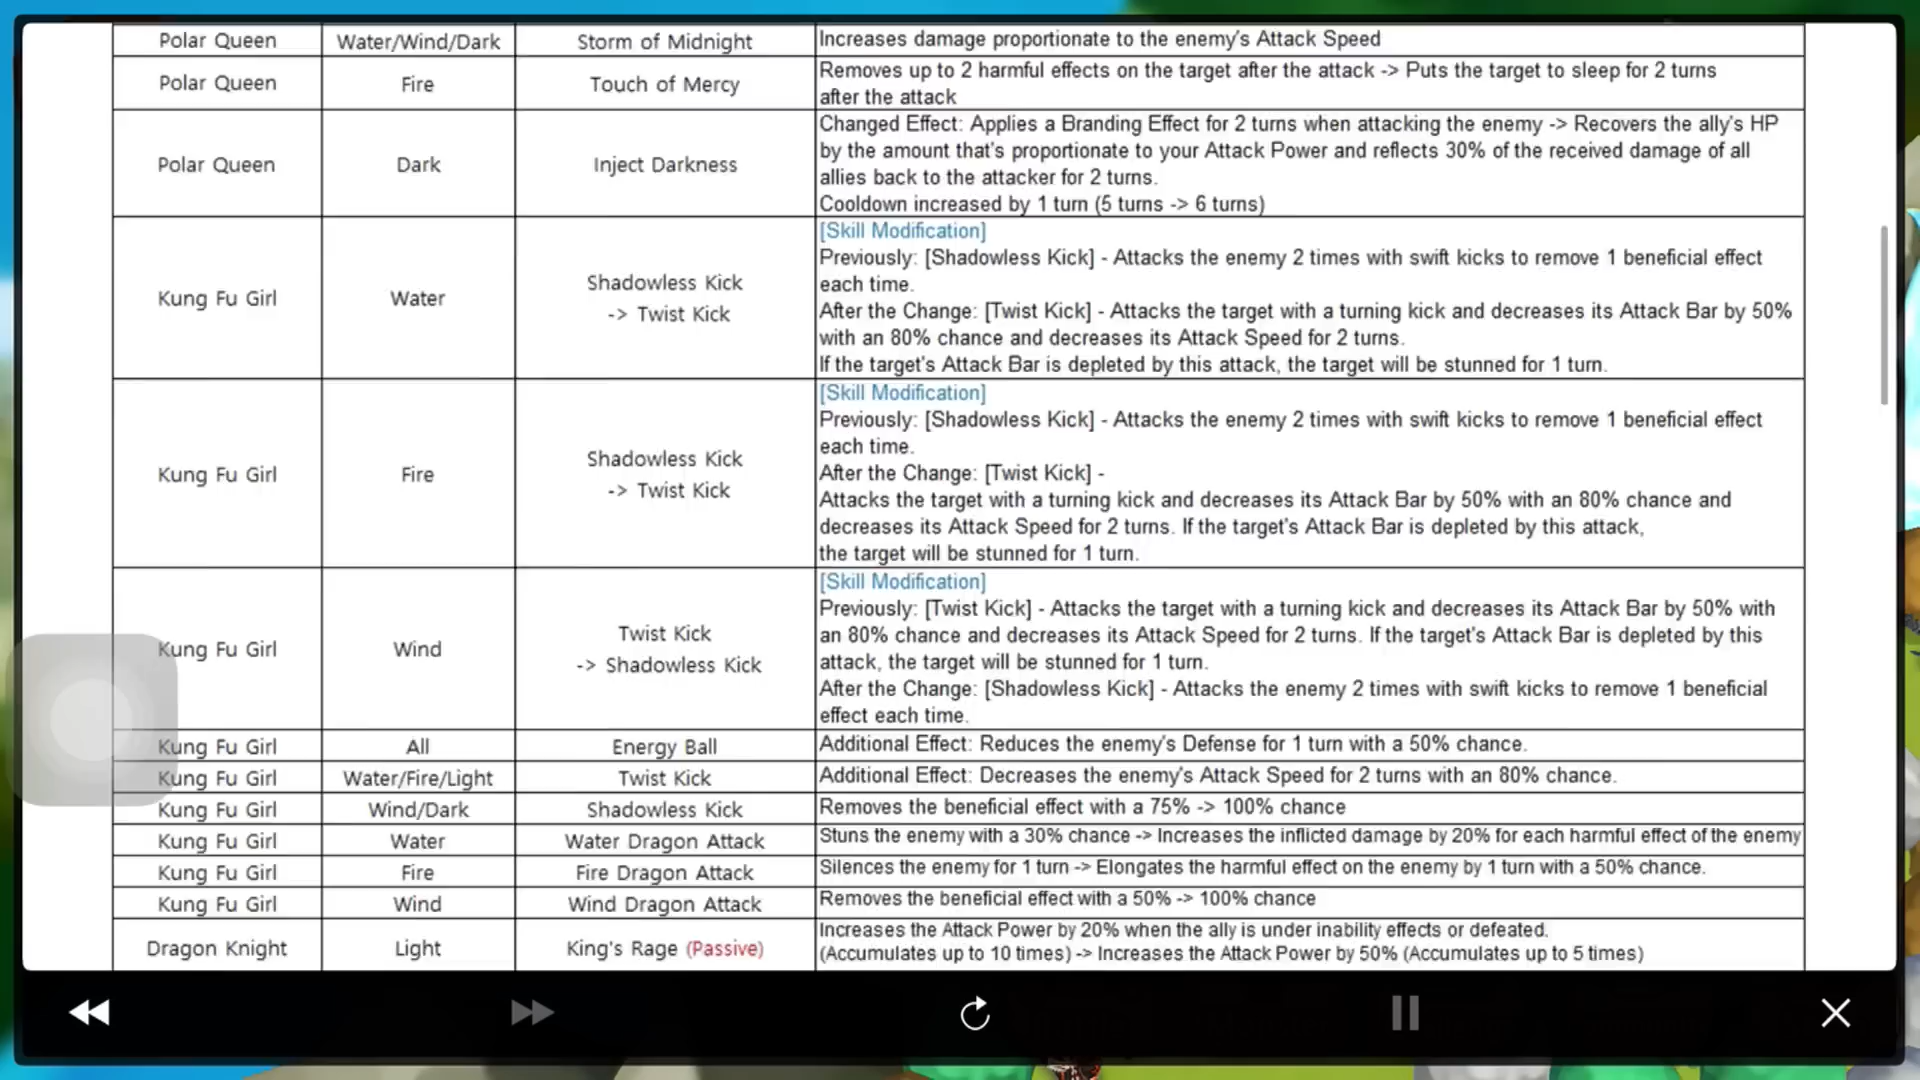 Polar Queen Water/Wind/Dark Storm of Midnight Increases damage proportionate to the enemy's Attack Speed
Polar Queen Fire Touch of Mercy Removes up to 2 harmful effects on the target after the attack -> Puts the target to sleep for 2 turns
after the attack
Polar Queen Dark Inject Darkness Changed Effect: Applies a Branding Effect for 2 turns when attacking the enemy -> Recovers the ally's HP
by the amount that's proportionate to your Attack Power and reflects 30% of the received damage of all
allies back to the attacker for 2 turns.
Cooldown increased by 1 turn (5 turns -> 6 turns)
Kung Fu Girl Water Shadowless Kick
-> Twist Kick
[Skill Modification]
Previously: [Shadowless Kick] - Attacks the enemy 2 times with swift kicks to remove 1 beneficial effect
each time.
After the Change: [Twist Kick] - Attacks the target with a turning kick and decreases its Attack Bar by 50%
with an 80% chance and decreases its Attack Speed for 2 turns.
If the target's Attack Bar is depleted by this attack, the target will be stunned for 1 turn.
Kung Fu Girl Fire Shadowless Kick
-> Twist Kick
[Skill Modification]
Previously: [Shadowless Kick] - Attacks the enemy 2 times with swift kicks to remove 1 beneficial effect
each time.
After the Change: [Twist Kick] -
Attacks the target with a turning kick and decreases its Attack Bar by 50% with an 80% chance and
decreases its Attack Speed for 2 turns. If the target's Attack Bar is depleted by this attack,
the target will be stunned for 1 turn.
Kung Fu Girl Wind Twist Kick
-> Shadowless Kick
[Skill Modification]
Previously: [Twist Kick] - Attacks the target with a turning kick and decreases its Attack Bar by 50% with
an 80% chance and decreases its Attack Speed for 2 turns. If the target's Attack Bar is depleted by this
attack, the target will be stunned for 1 turn.
After the Change: [Shadowless Kick] - Attacks the enemy 2 times with swift kicks to remove 1 beneficial
effect each time.
Kung Fu Girl All Energy Ball Additional Effect: Reduces the enemy's Defense for 1 turn with a 50% chance.
Kung Fu Girl Water/Fire/Light Twist Kick Additional Effect: Decreases the enemy's Attack Speed for 2 turns with an 80% chance.
Kung Fu Girl Wind/Dark Shadowless Kick Removes the beneficial effect with a 75% -> 100% chance
Kung Fu Girl Water Water Dragon Attack Stuns the enemy with a 30% chance -> Increases the inflicted damage by 20% for each harmful effect of the enemy
Kung Fu Girl Fire Fire Dragon Attack Silences the enemy for 1 turn -> Elongates the harmful effect on the enemy by 1 turn with a 50% chance.
Kung Fu Girl Wind Wind Dragon Attack Removes the beneficial effect with a 50% -> 100% chance
Dragon Knight Light King's Rage (Passive) Increases the Attack Power by 20% when the ally is under inability effects or defeated.
(Accumulates up to 10 times) -> Increases the Attack Power by 50% (Accumulates up to 5 times)